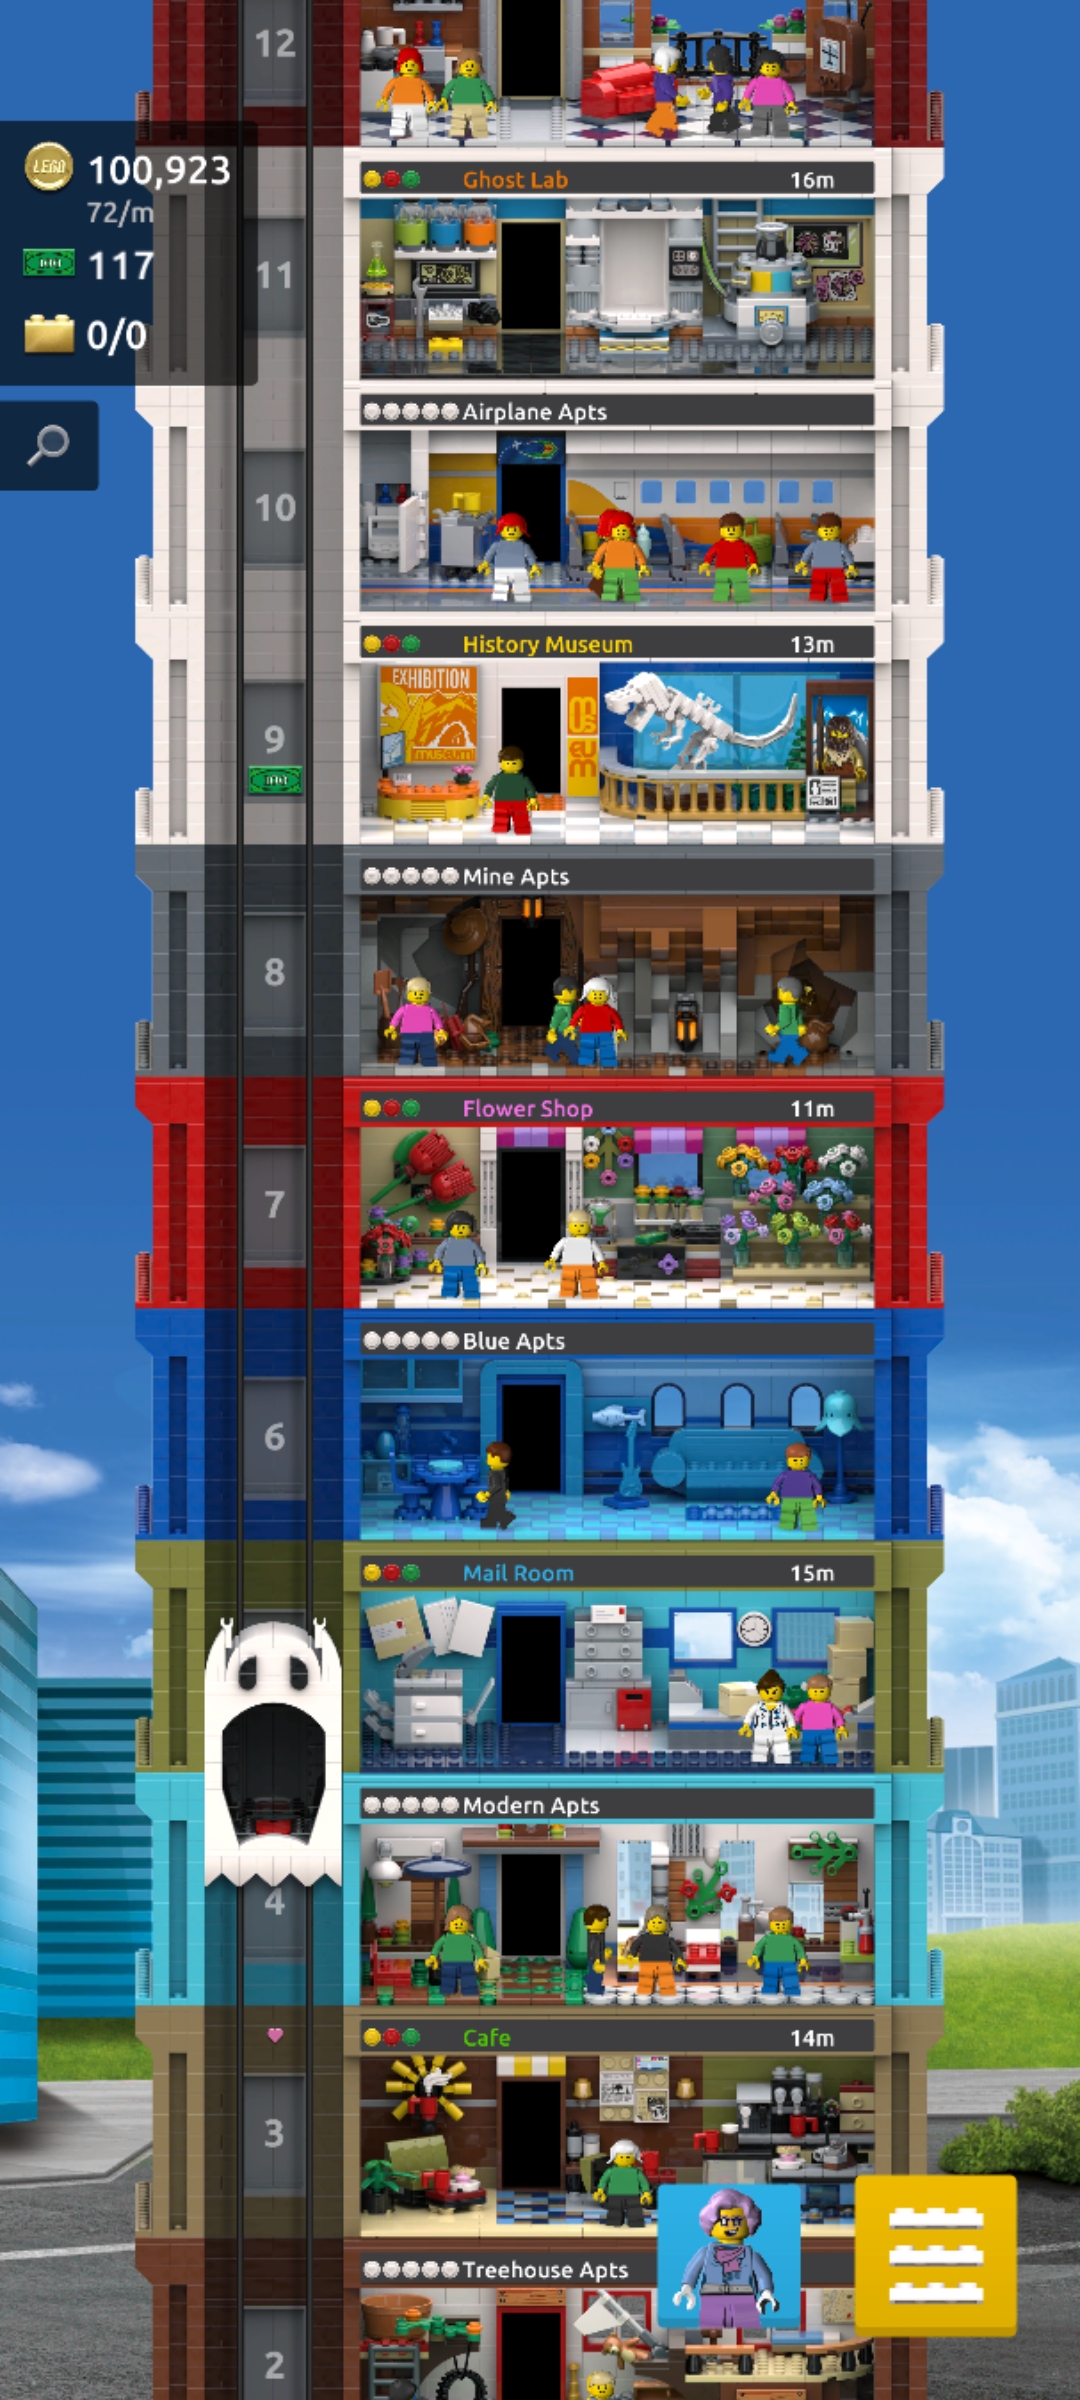 12
LEGO
100,923
72/m
117
0/0
Ghost Lab 16m
11
Airplane Apts
10
History Museum 13m
EXHIBITION
museum
mus
eum
9
Mine Apts
8
Flower Shop 11m
7
Blue Apts
6
Mail Room 15m
Modern Apts
4
Cafe 14m
3
Treehouse Apts
2